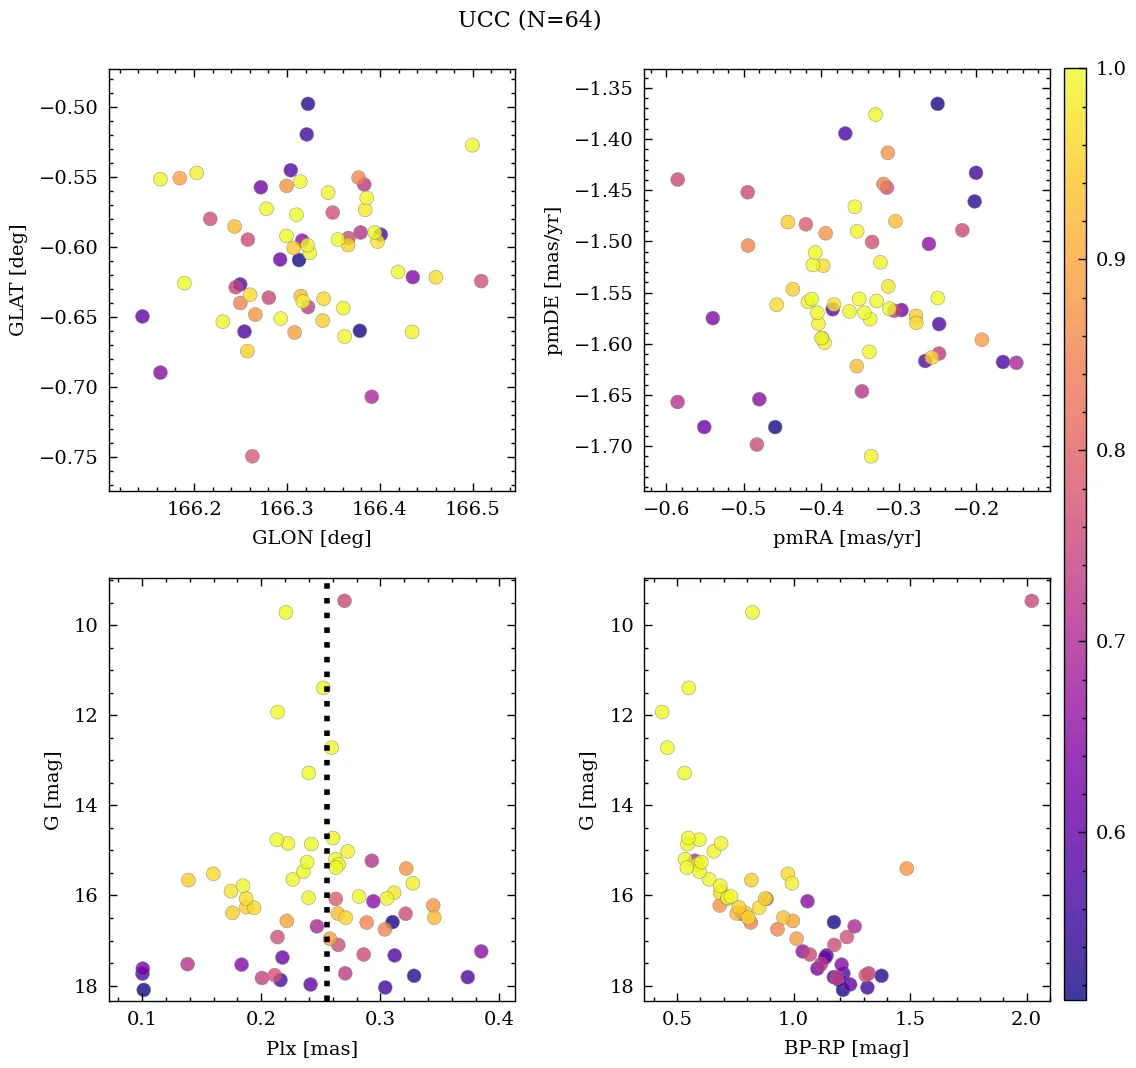 UCC (N=64)
−0.50
−0.55
−0.60
−0.65
−0.70
−0.75
GLAT [deg]
166.2 166.3 166.4 166.5
GLON [deg]
−1.35
−1.40
−1.45
−1.50
−1.55
−1.60
−1.65
−1.70
pmDE [mas/yr]
−0.6 −0.5 −0.4 −0.3 −0.2
pmRA [mas/yr]
1.0
0.9
0.8
0.7
0.6
10
12
14
16
18
G [mag]
0.1 0.2 0.3 0.4
Plx [mas]
10
12
14
16
18
G [mag]
0.5 1.0 1.5 2.0
BP-RP [mag]